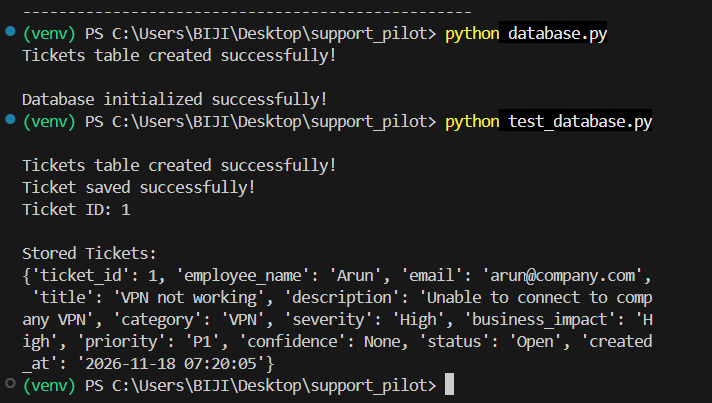 ------------------------------------------------
(venv) PS C:\Users\BIJI\Desktop\support_pilot> python database.py
Tickets table created successfully!
Database initialized successfully!
(venv) PS C:\Users\BIJI\Desktop\support_pilot> python test_database.py
Tickets table created successfully!
Ticket saved successfully!
Ticket ID: 1
Stored Tickets:
{'ticket_id': 1, 'employee_name': 'Arun', 'email': 'arun@company.com',
 'title': 'VPN not working', 'description': 'Unable to connect to comp
any VPN', 'category': 'VPN', 'severity': 'High', 'business_impact': 'H
igh', 'priority': 'P1', 'confidence': None, 'status': 'Open', 'created
_at': '2026-11-18 07:20:05'}
(venv) PS C:\Users\BIJI\Desktop\support_pilot>